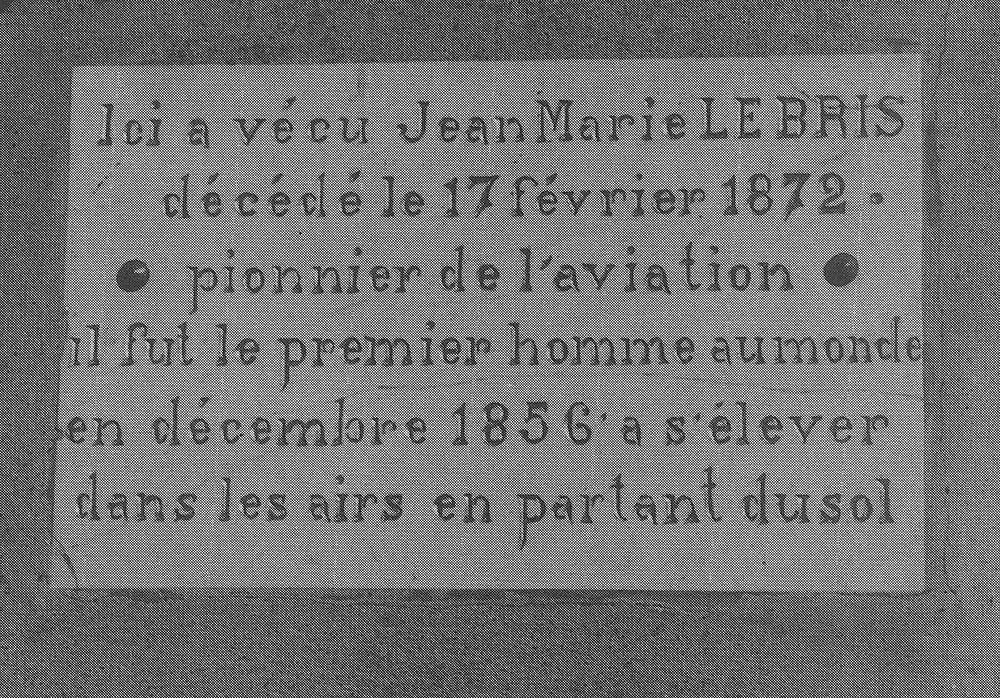 Ici a vécu Jean Marie LE BRIS
décédé le 17 février 1872
pionnier de l'aviation
il fut le premier homme au monde
en décembre 1856 a s'élever
dans les airs en partant du sol